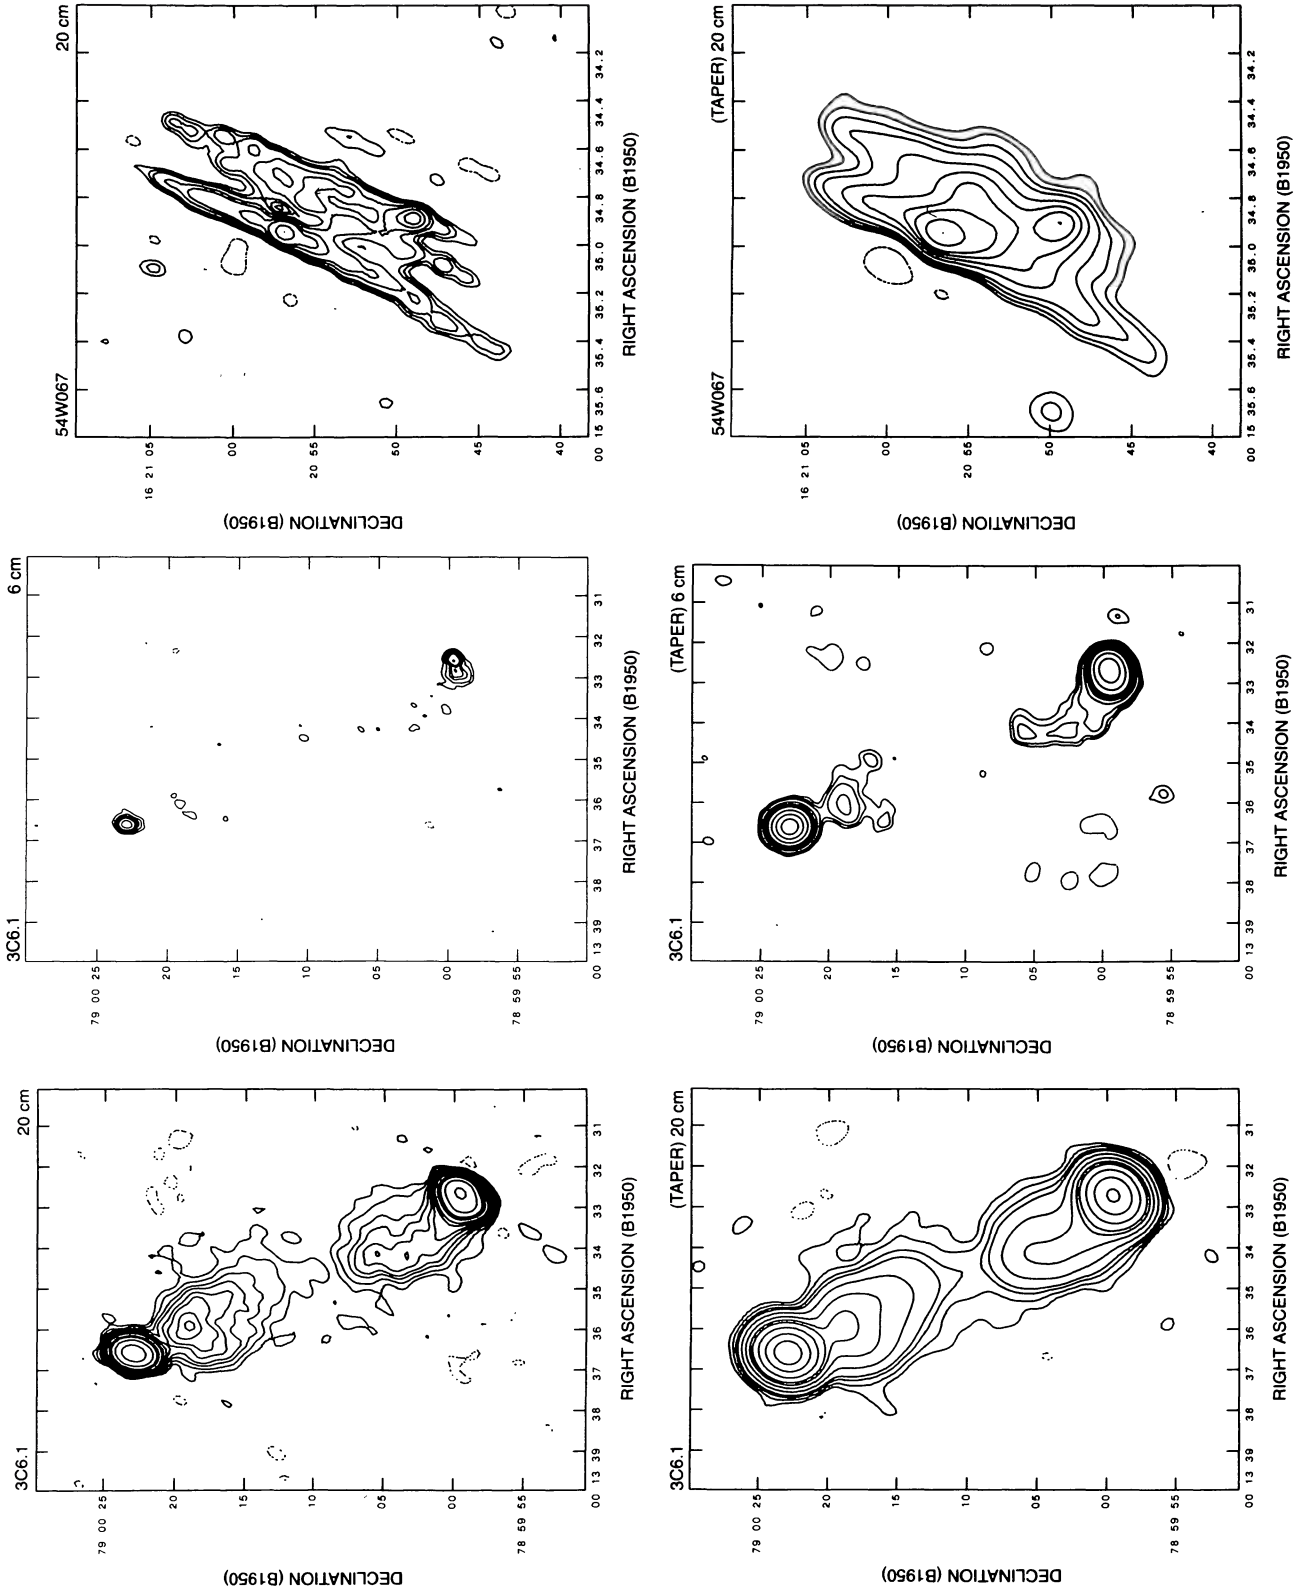 3C6.1 20 cm
79 00 25
20
15
10
05
00
78 59 55
DECLINATION (B1950)
00 13 39 38 37 36 35 34 33 32 31
RIGHT ASCENSION (B1950)
3C6.1 6 cm
79 00 25
20
15
10
05
00
78 59 55
DECLINATION (B1950)
00 13 39 38 37 36 35 34 33 32 31
RIGHT ASCENSION (B1950)
54W067 20 cm
16 21 05
00
20 55
50
45
40
DECLINATION (B1950)
00 15 35.6 35.4 35.2 35.0 34.8 34.6 34.4 34.2
RIGHT ASCENSION (B1950)
3C6.1 (TAPER) 20 cm
79 00 25
20
15
10
05
00
78 59 55
DECLINATION (B1950)
00 13 39 38 37 36 35 34 33 32 31
RIGHT ASCENSION (B1950)
3C6.1 (TAPER) 6 cm
79 00 25
20
15
10
05
00
78 59 55
DECLINATION (B1950)
00 13 39 38 37 36 35 34 33 32 31
RIGHT ASCENSION (B1950)
54W067 (TAPER) 20 cm
16 21 05
00
20 55
50
45
40
DECLINATION (B1950)
00 15 35.6 35.4 35.2 35.0 34.8 34.6 34.4 34.2
RIGHT ASCENSION (B1950)